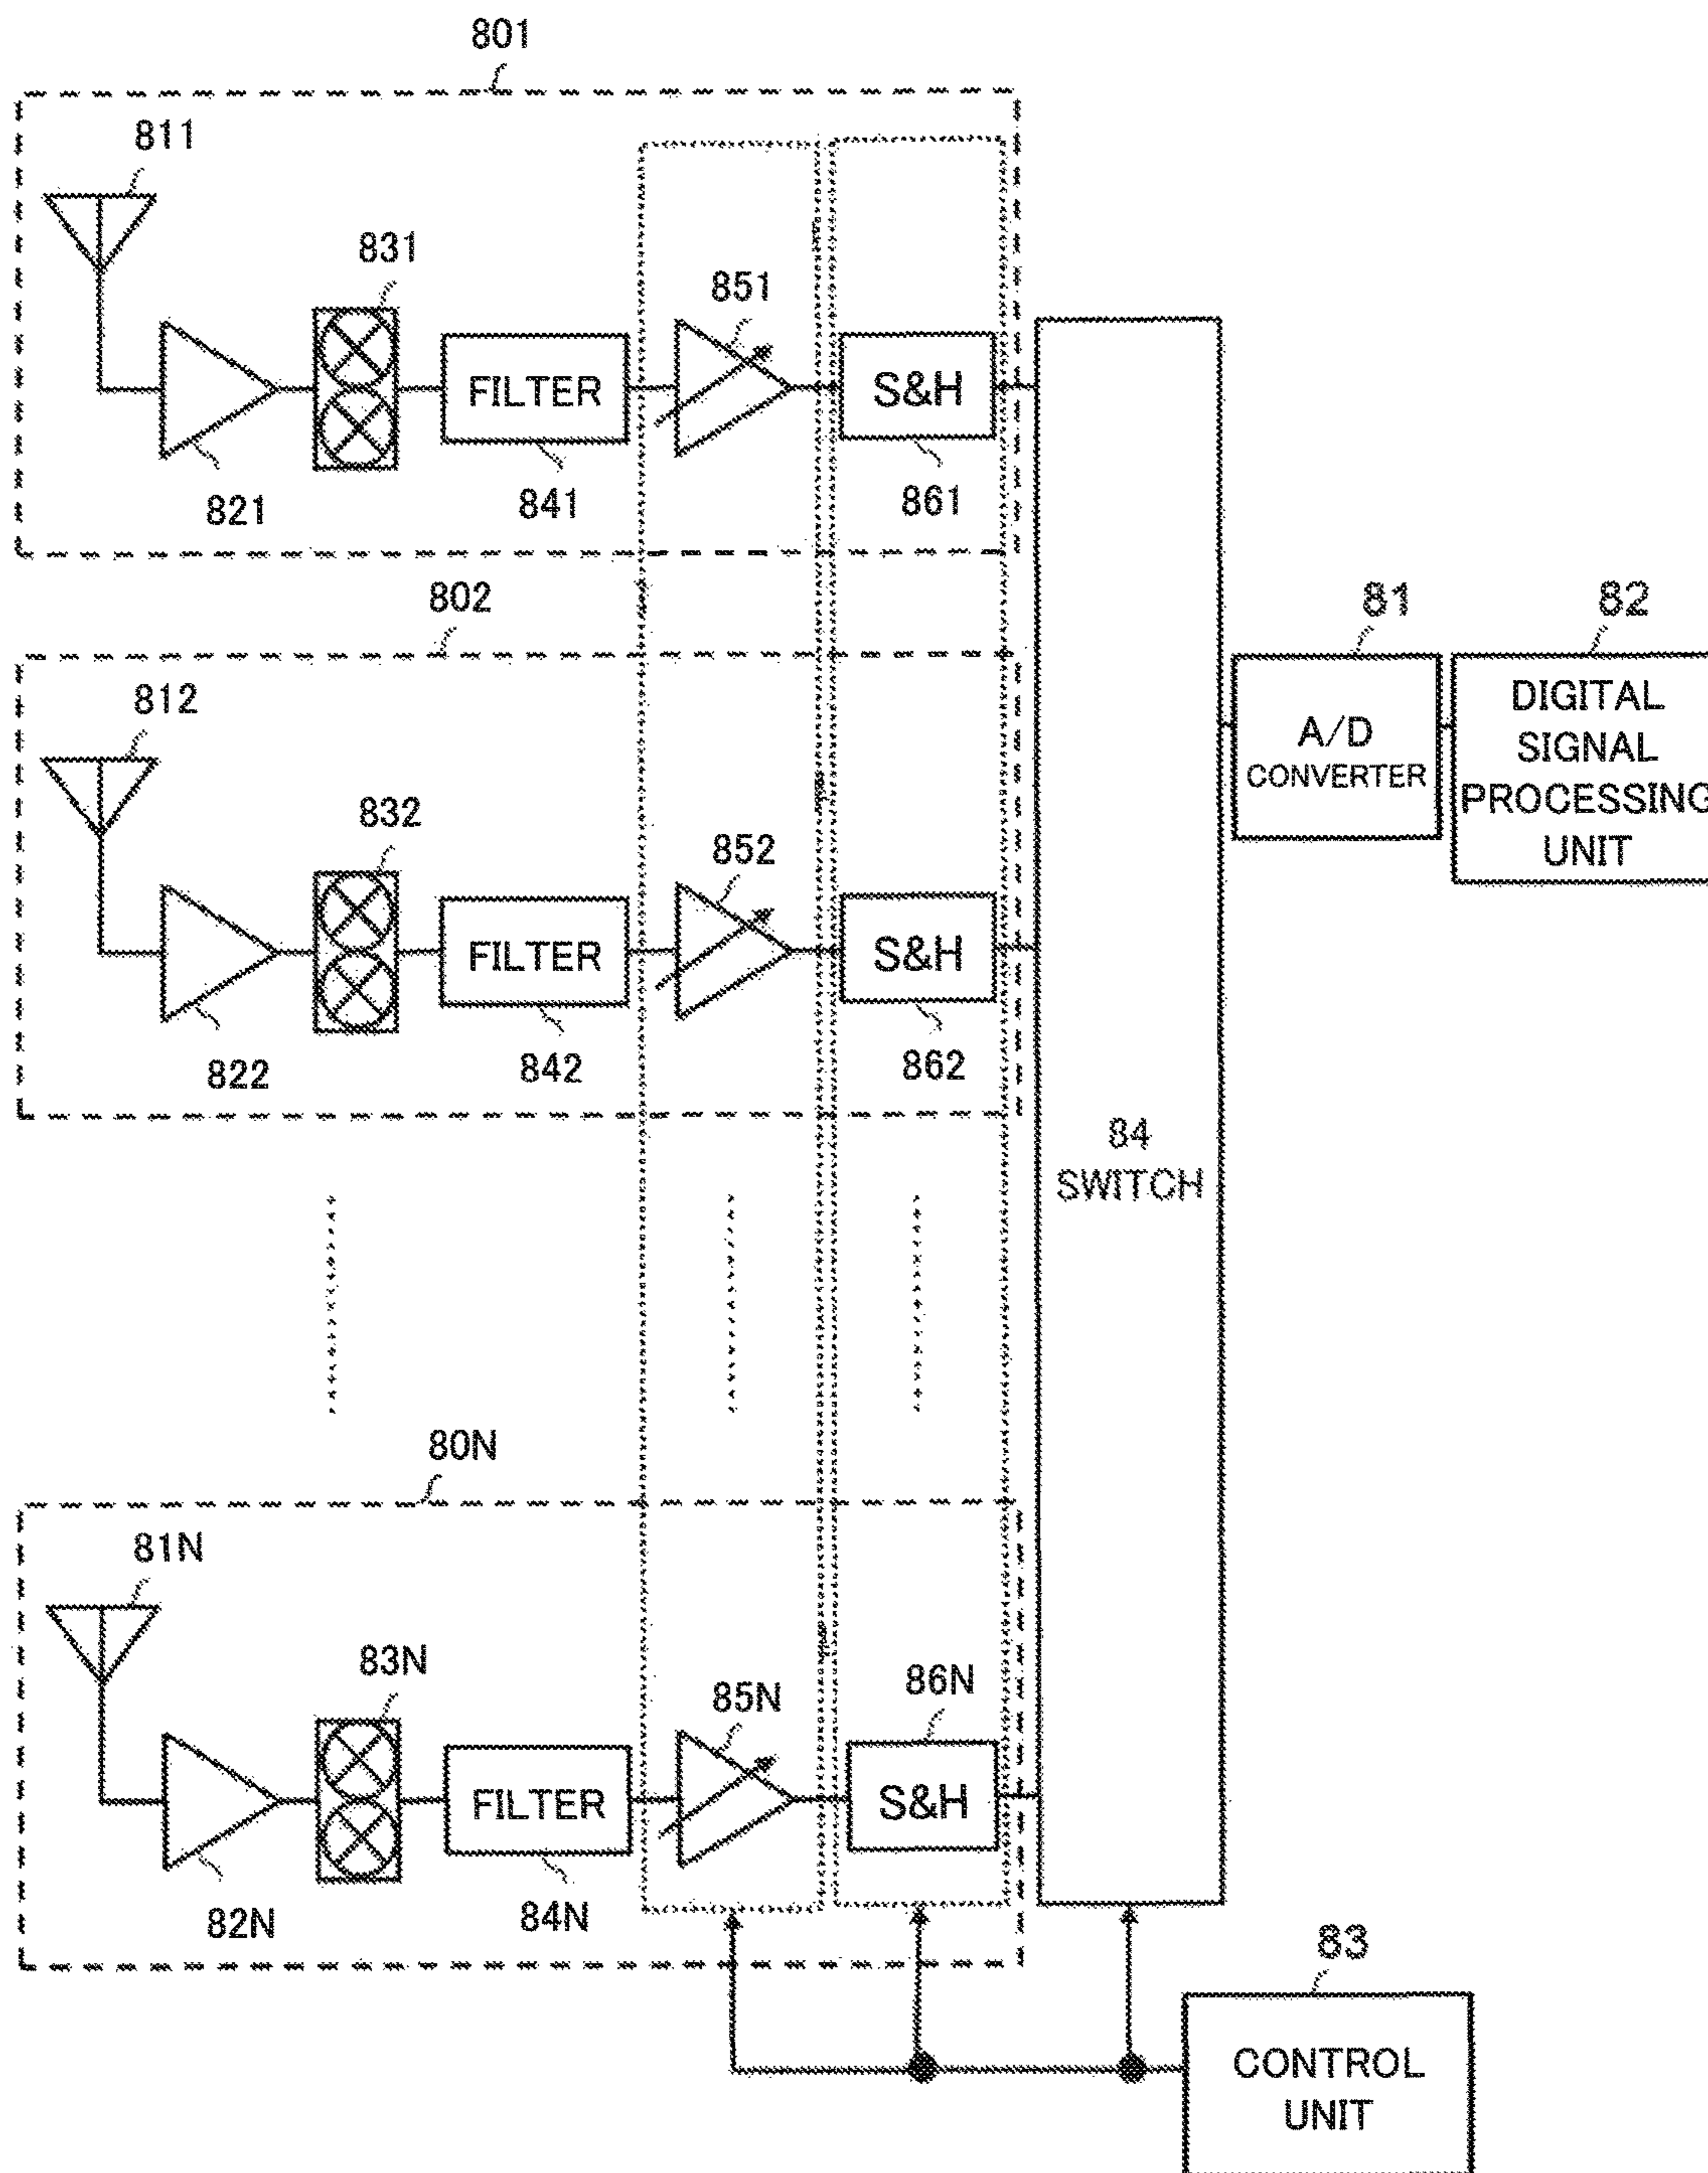 801
811
831
851
FILTER
S&H
821
841
861
802
81
82
812
832
852
A/D
CONVERTER
DIGITAL
SIGNAL
PROCESSING
UNIT
FILTER
S&H
822
842
862
84
SWITCH
80N
81N
83N
85N
86N
FILTER
S&H
82N
84N
83
CONTROL
UNIT